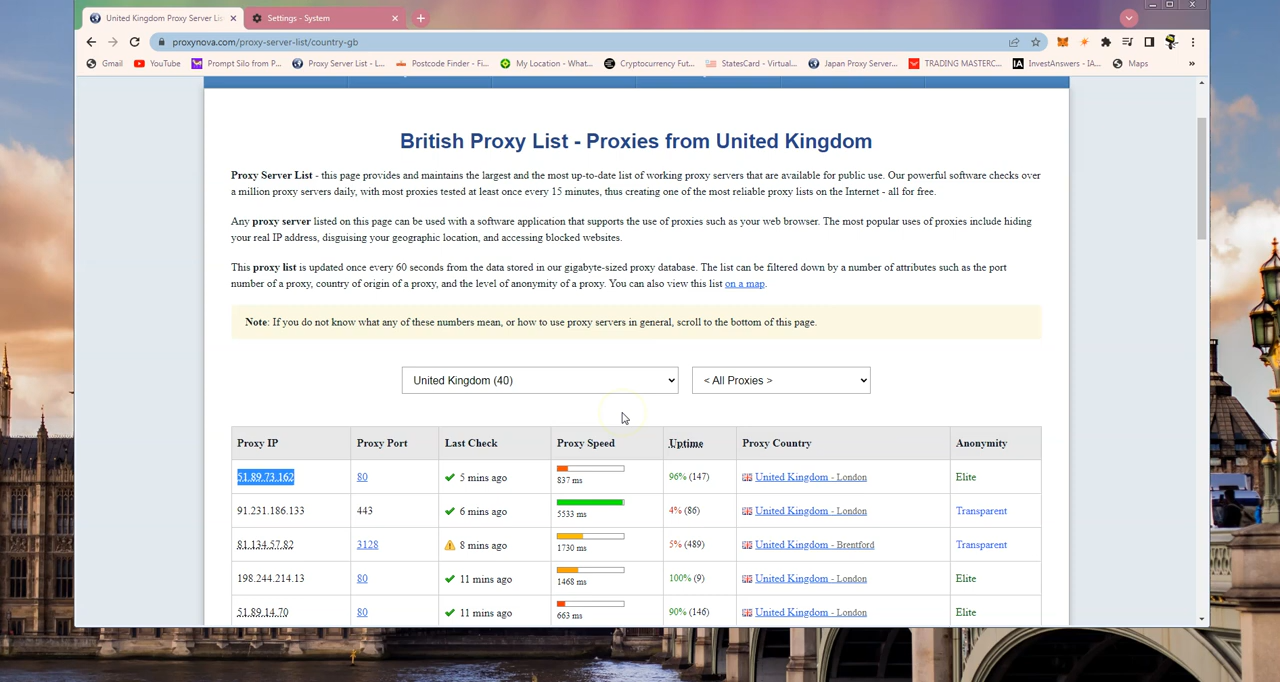 United Kingdom Proxy Server Lis
Settings - System
proxynova.com/proxy-server-list/country-gb
Gmail
YouTube
Prompt Silo from P...
Proxy Server List - L...
Postcode Finder - Fi...
My Location - What...
Cryptocurrency Fut...
StatesCard - Virtual...
Japan Proxy Server...
TRADING MASTERC...
IA
InvestAnswers - IA...
Maps
»
British Proxy List - Proxies from United Kingdom
Proxy Server List - this page provides and maintains the largest and the most up-to-date list of working proxy servers that are available for public use. Our powerful software checks over
a million proxy servers daily, with most proxies tested at least once every 15 minutes, thus creating one of the most reliable proxy lists on the Internet - all for free.
Any proxy server listed on this page can be used with a software application that supports the use of proxies such as your web browser. The most popular uses of proxies include hiding
your real IP address, disguising your geographic location, and accessing blocked websites.
This proxy list is updated once every 60 seconds from the data stored in our gigabyte-sized proxy database. The list can be filtered down by a number of attributes such as the port
number of a proxy, country of origin of a proxy, and the level of anonymity of a proxy. You can also view this list on a map.
Note: If you do not know what any of these numbers mean, or how to use proxy servers in general, scroll to the bottom of this page.
United Kingdom (40) < All Proxies >
Proxy IP Proxy Port Last Check Proxy Speed Uptime Proxy Country Anonymity
51.89.73.162 80 5 mins ago 837 ms 96% (147) United Kingdom - London Elite
91.231.186.133 443 6 mins ago 5533 ms 4% (86) United Kingdom - London Transparent
81.134.57.82 3128 8 mins ago 1730 ms 5% (489) United Kingdom - Brentford Transparent
198.244.214.13 80 11 mins ago 1468 ms 100% (9) United Kingdom - London Elite
51.89.14.70 80 11 mins ago 663 ms 90% (146) United Kingdom - London Elite